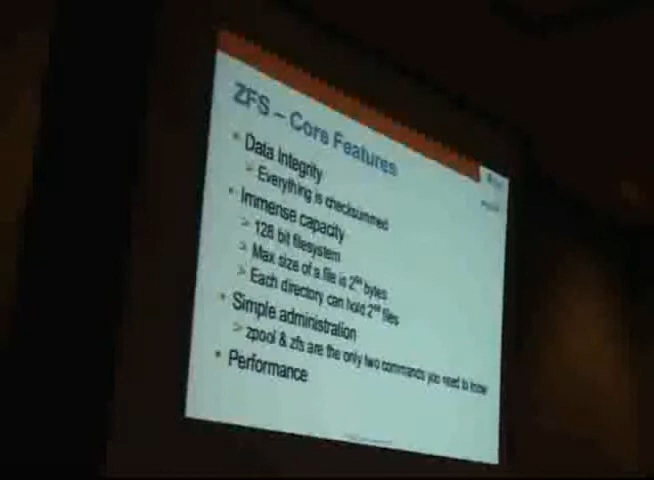 ZFS – Core Features
• Data Integrity
> Everything is checksummed
• Immense capacity
> 128 bit filesystem
> Max size of a file is 2 bytes
> Each directory can hold 2 files
• Simple administration
> zpool & zfs are the only two commands you need to know
• Performance